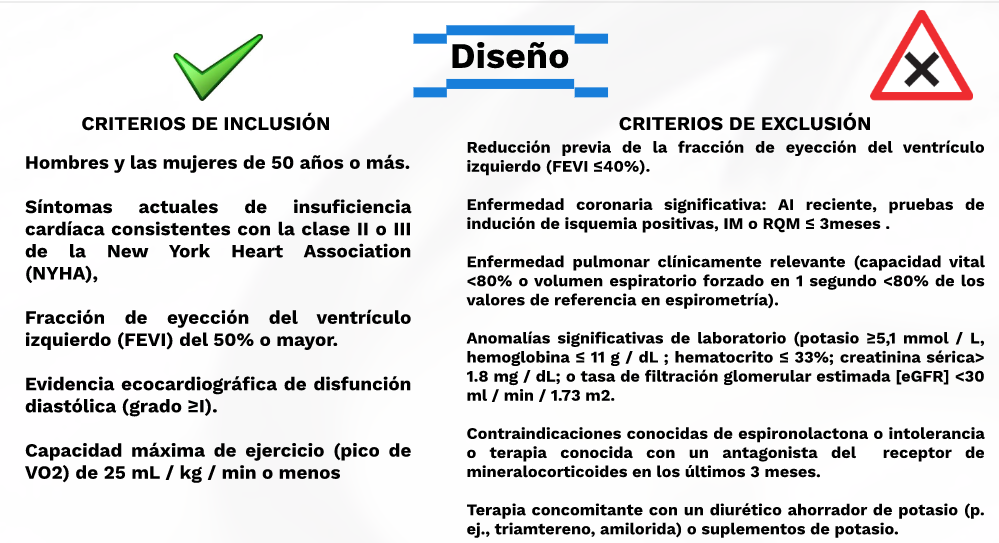 Diseño
CRITERIOS DE INCLUSIÓN
Hombres y las mujeres de 50 años o más.
Síntomas actuales de insuficiencia
cardíaca consistentes con la clase II o III
de la New York Heart Association
(NYHA),
Fracción de eyección del ventrículo
izquierdo (FEVI) del 50% o mayor.
Evidencia ecocardiográfica de disfunción
diastólica (grado ≥I).
Capacidad máxima de ejercicio (pico de
VO2) de 25 mL / kg / min o menos
CRITERIOS DE EXCLUSIÓN
Reducción previa de la fracción de eyección del ventrículo
izquierdo (FEVI ≤40%).
Enfermedad coronaria significativa: AI reciente, pruebas de
indución de isquemia positivas, IM o RQM ≤ 3meses .
Enfermedad pulmonar clínicamente relevante (capacidad vital
<80% o volumen espiratorio forzado en 1 segundo <80% de los
valores de referencia en espirometría).
Anomalías significativas de laboratorio (potasio ≥5,1 mmol / L,
hemoglobina ≤ 11 g / dL ; hematocrito ≤ 33%; creatinina sérica>
1.8 mg / dL; o tasa de filtración glomerular estimada [eGFR] <30
ml / min / 1.73 m2.
Contraindicaciones conocidas de espironolactona o intolerancia
o terapia conocida con un antagonista del receptor de
mineralocorticoides en los últimos 3 meses.
Terapia concomitante con un diurético ahorrador de potasio (p.
ej., triamtereno, amilorida) o suplementos de potasio.